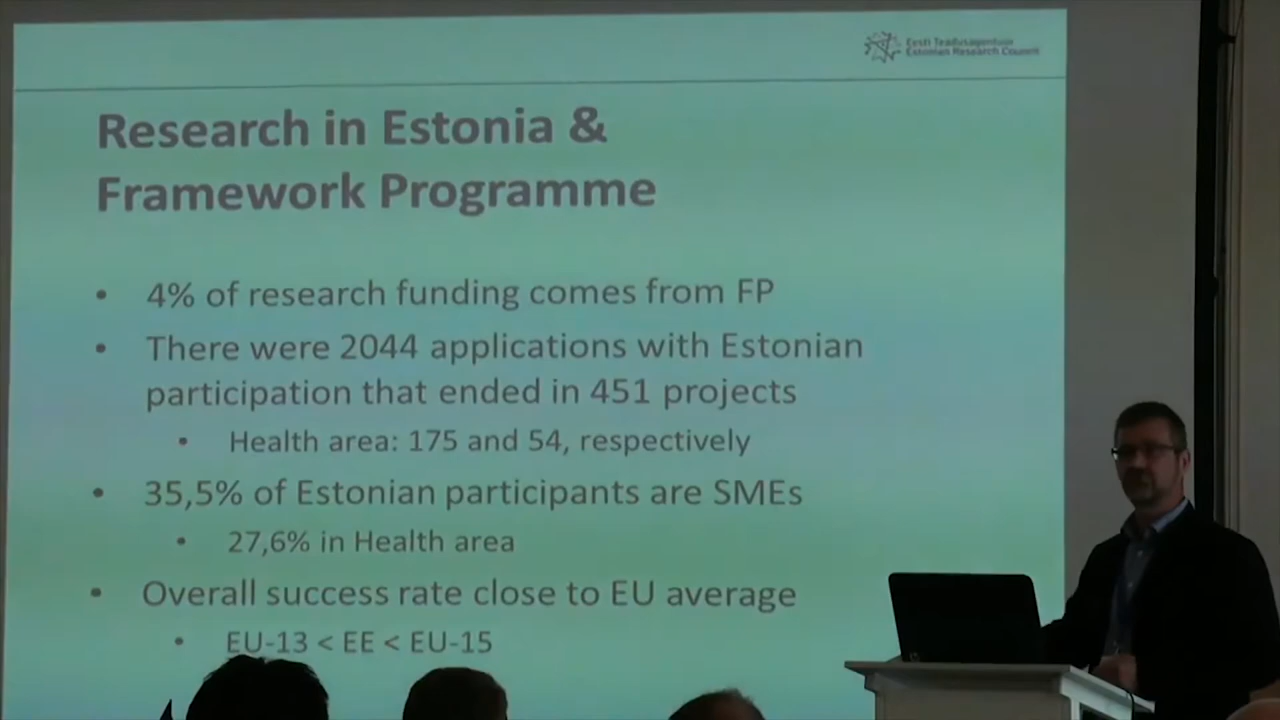 Eesti Teadusagentuur
Estonian Research Council
Research in Estonia &
Framework Programme
• 4% of research funding comes from FP
• There were 2044 applications with Estonian
participation that ended in 451 projects
• Health area: 175 and 54, respectively
• 35,5% of Estonian participants are SMEs
• 27,6% in Health area
• Overall success rate close to EU average
• EU-13 < EE < EU-15